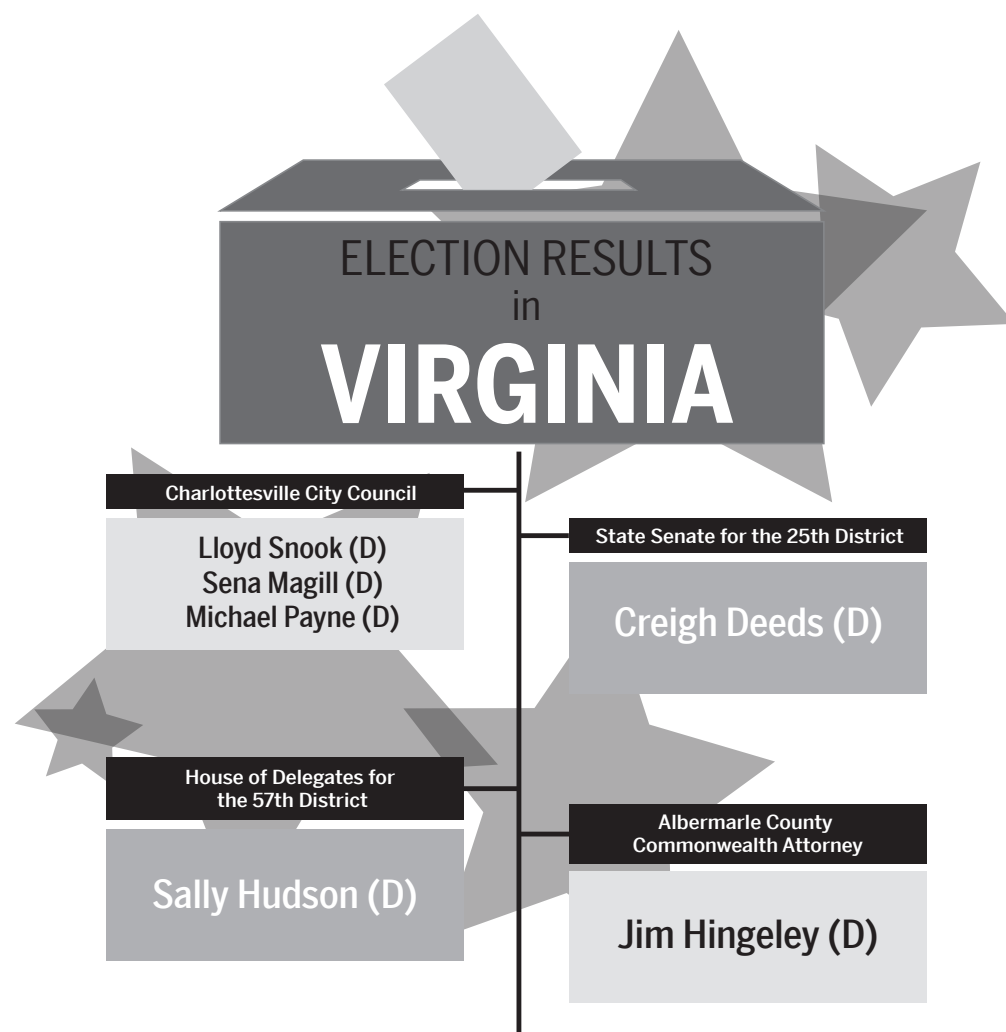 ELECTION RESULTS
in
VIRGINIA
Charlottesville City Council
Lloyd Snook (D)
Sena Magill (D)
Michael Payne (D)
State Senate for the 25th District
Creigh Deeds (D)
House of Delegates for
the 57th District
Sally Hudson (D)
Albermarle County
Commonwealth Attorney
Jim Hingeley (D)